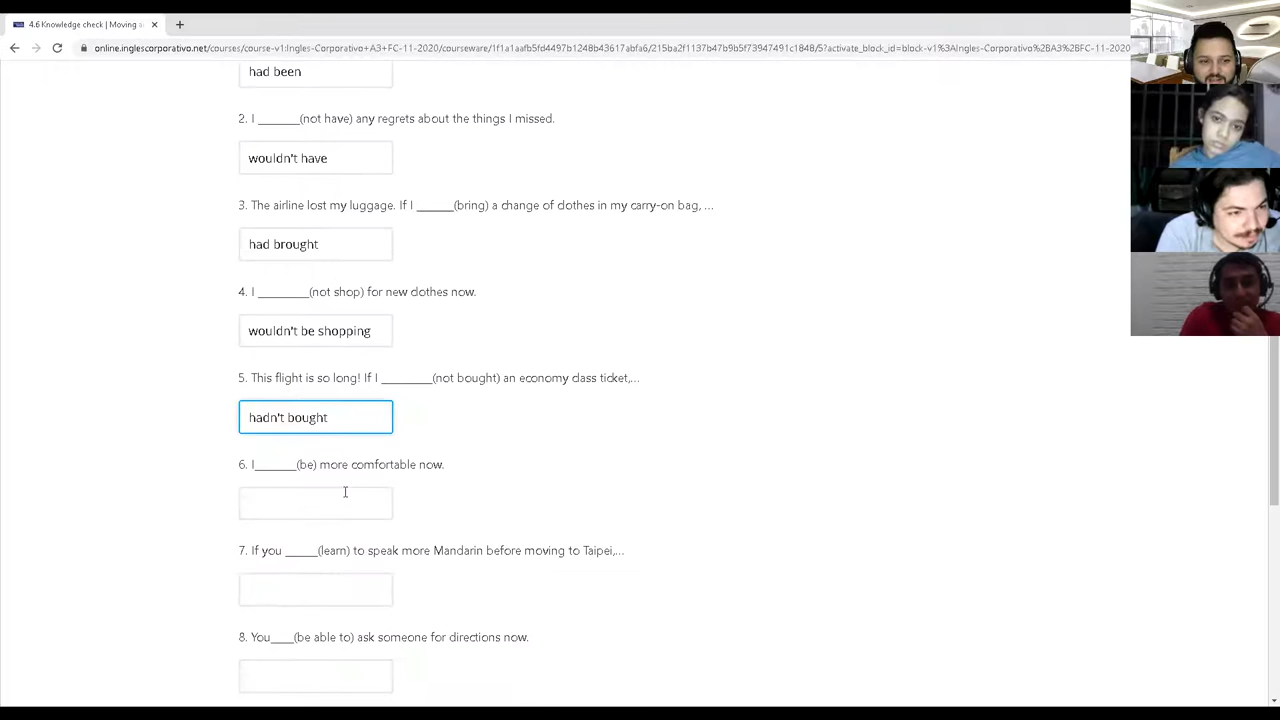 4.6 Knowledge check | Moving a
online.inglescorporativo.net/courses/course-v1:Ingles-Corporativo+A3+FC-11-2020/courseware/1f1a1aafb5fd4497b1248b43617abfa6/215ba2f1137b47b9b5f73947491c1848/5?activate_block_id=block-v1%3AIngles-Corporativo%2BA3%2BFC-11-2020
had been
2. I _______(not have) any regrets about the things I missed.
wouldn't have
3. The airline lost my luggage. If I ______(bring) a change of clothes in my carry-on bag, ...
had brought
4. I _________(not shop) for new clothes now.
wouldn't be shopping
5. This flight is so long! If I _________(not bought) an economy class ticket,...
hadn't bought
6. I_______(be) more comfortable now.
7. If you ______(learn) to speak more Mandarin before moving to Taipei,...
8. You____(be able to) ask someone for directions now.